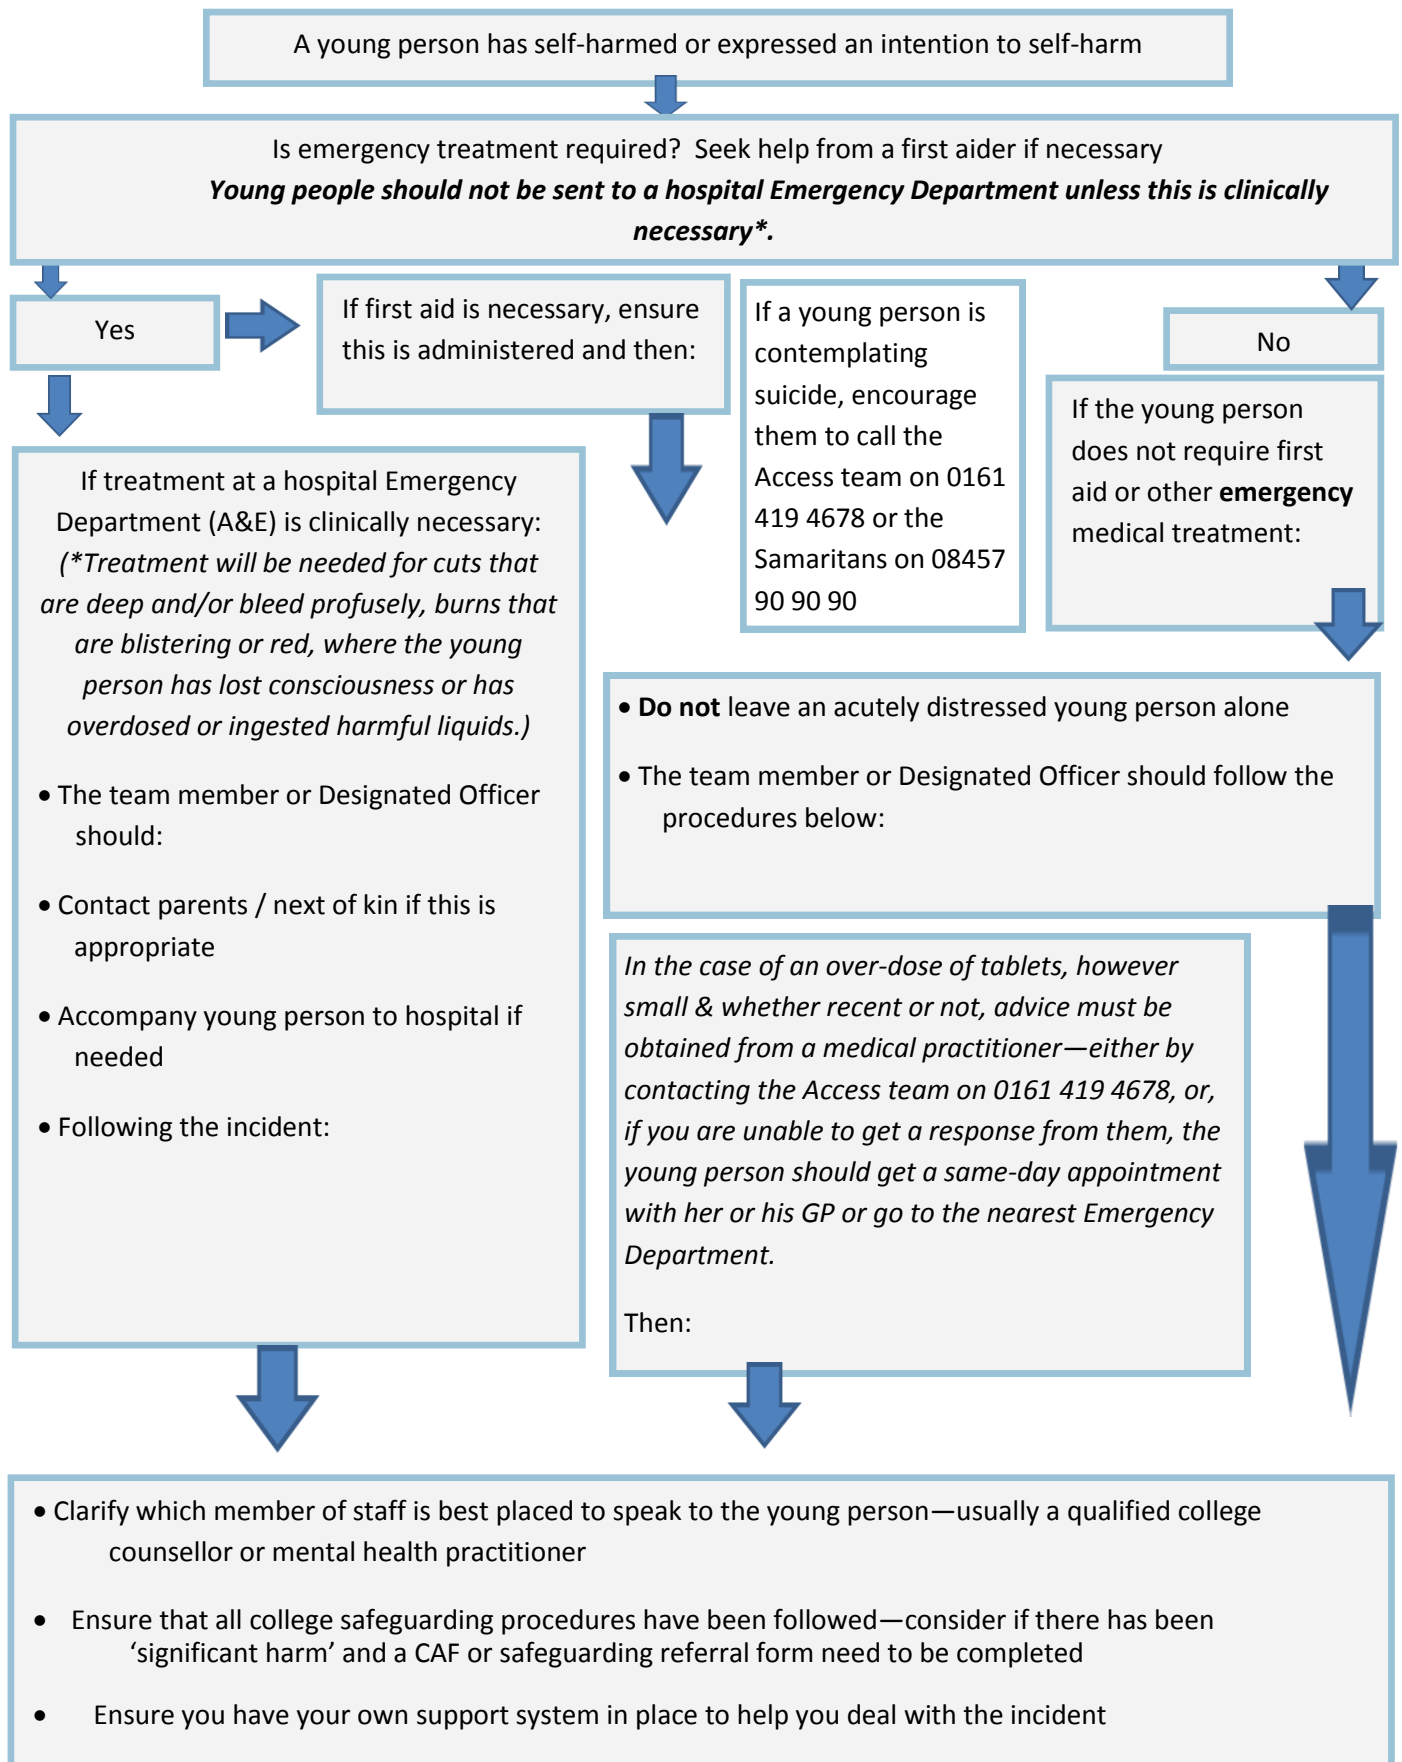 A young person has self-harmed or expressed an intention to self-harm
Is emergency treatment required?  Seek help from a first aider if necessary
Young people should not be sent to a hospital Emergency Department unless this is clinically
necessary*.
Yes
If first aid is necessary, ensure
this is administered and then:
If a young person is
contemplating
suicide, encourage
them to call the
Access team on 0161
419 4678 or the
Samaritans on 08457
90 90 90
No
If the young person
does not require first
aid or other emergency
medical treatment:
If treatment at a hospital Emergency
Department (A&E) is clinically necessary:
(*Treatment will be needed for cuts that
are deep and/or bleed profusely, burns that
are blistering or red, where the young
person has lost consciousness or has
overdosed or ingested harmful liquids.)
• The team member or Designated Officer
should:
• Contact parents / next of kin if this is
appropriate
• Accompany young person to hospital if
needed
• Following the incident:
• Do not leave an acutely distressed young person alone
• The team member or Designated Officer should follow the
procedures below:
In the case of an over-dose of tablets, however
small & whether recent or not, advice must be
obtained from a medical practitioner—either by
contacting the Access team on 0161 419 4678, or,
if you are unable to get a response from them, the
young person should get a same-day appointment
with her or his GP or go to the nearest Emergency
Department.
Then:
• Clarify which member of staff is best placed to speak to the young person—usually a qualified college
counsellor or mental health practitioner
• Ensure that all college safeguarding procedures have been followed—consider if there has been
‘significant harm’ and a CAF or safeguarding referral form need to be completed
• Ensure you have your own support system in place to help you deal with the incident